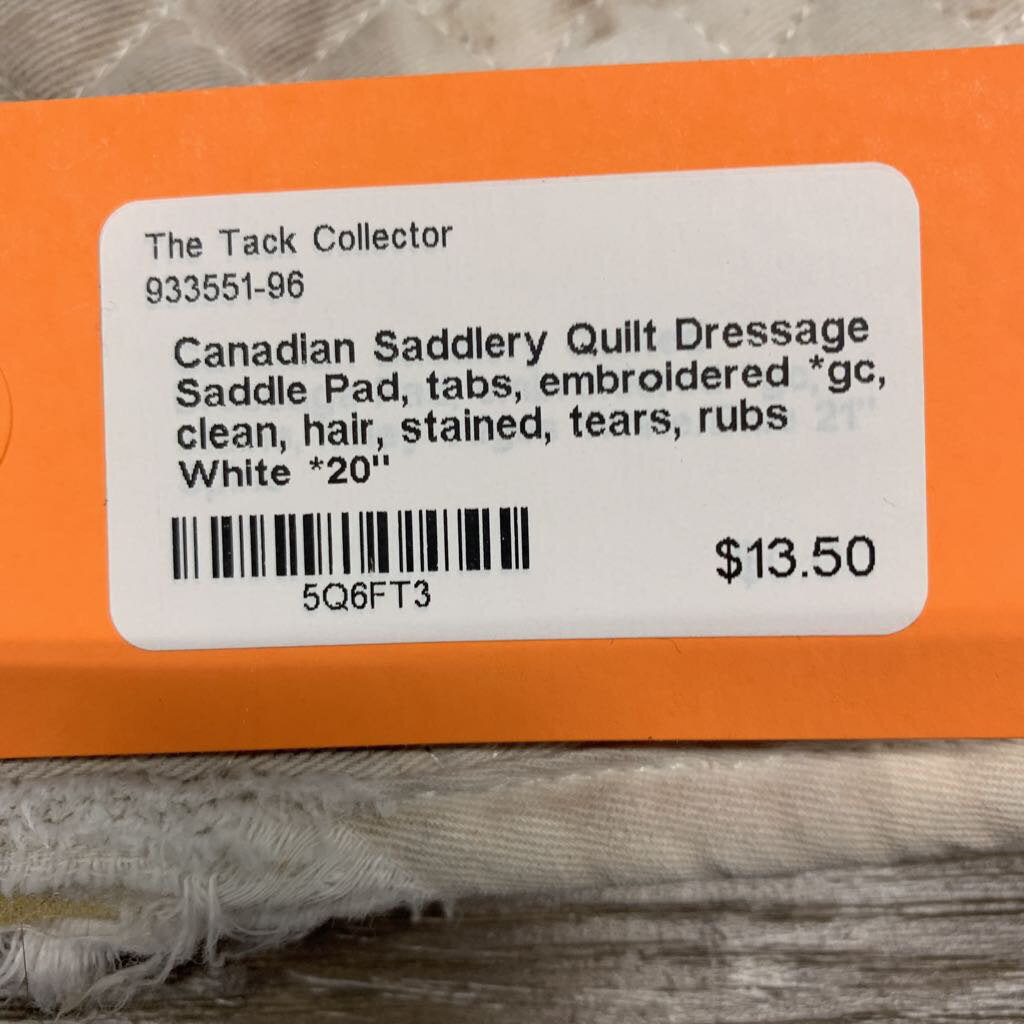 The Tack Collector
933551-96
Canadian Saddlery Quilt Dressage
Saddle Pad, tabs, embroidered *gc,
clean, hair, stained, tears, rubs
White *20"
5Q6FT3
$13.50